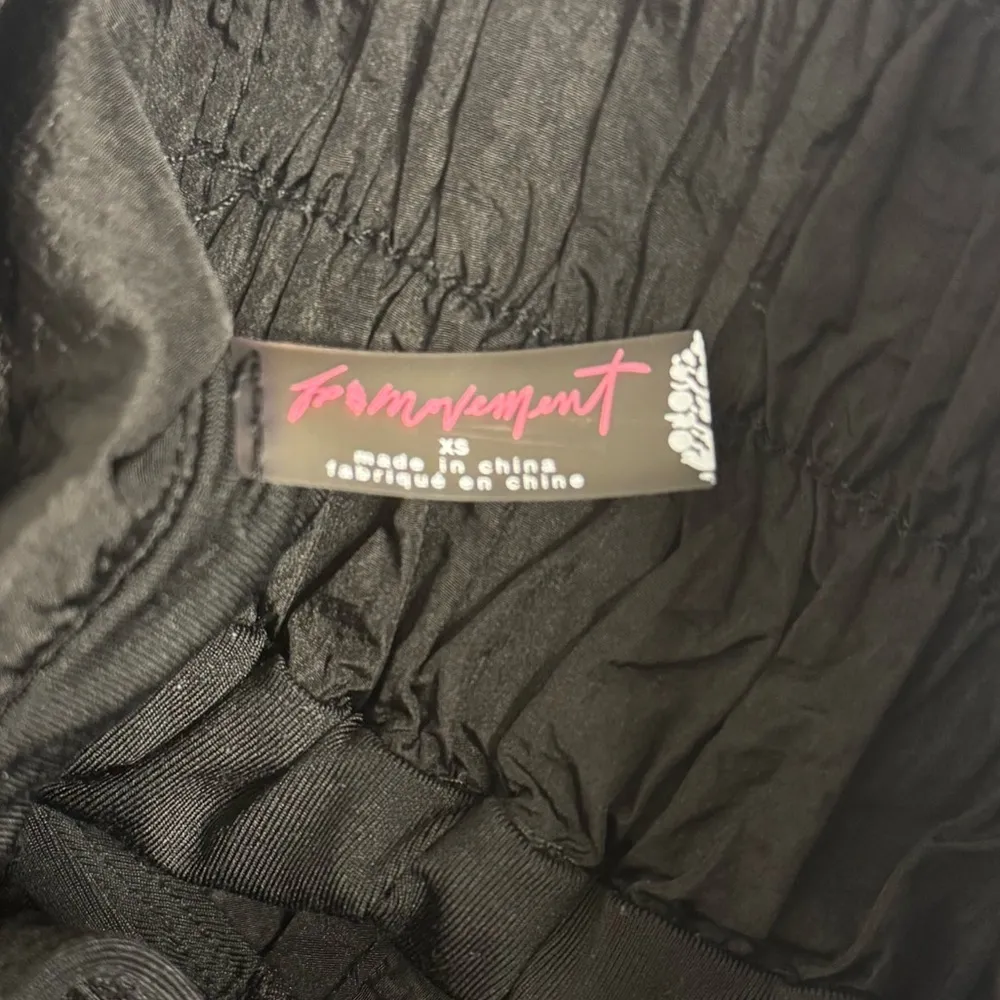 fp movement
XS
made in china
fabriqué en chine